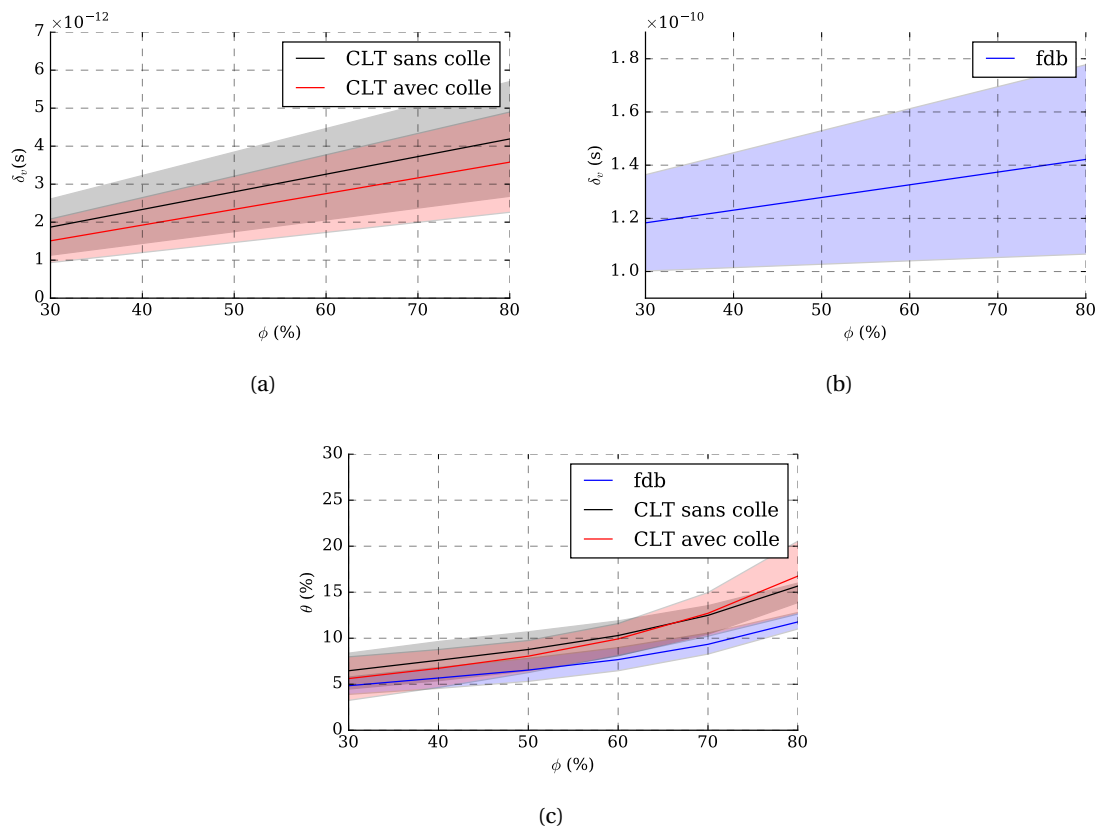 ×10⁻¹²
7
6
5
4
3
2
1
0
δᵥ(s)
CLT sans colle
CLT avec colle
30 40 50 60 70 80
ϕ (%)
(a)
×10⁻¹⁰
1.8
1.6
1.4
1.2
1.0
δᵥ (s)
fdb
30 40 50 60 70 80
ϕ (%)
(b)
30
25
20
15
10
5
0
θ (%)
fdb
CLT sans colle
CLT avec colle
30 40 50 60 70 80
ϕ (%)
(c)